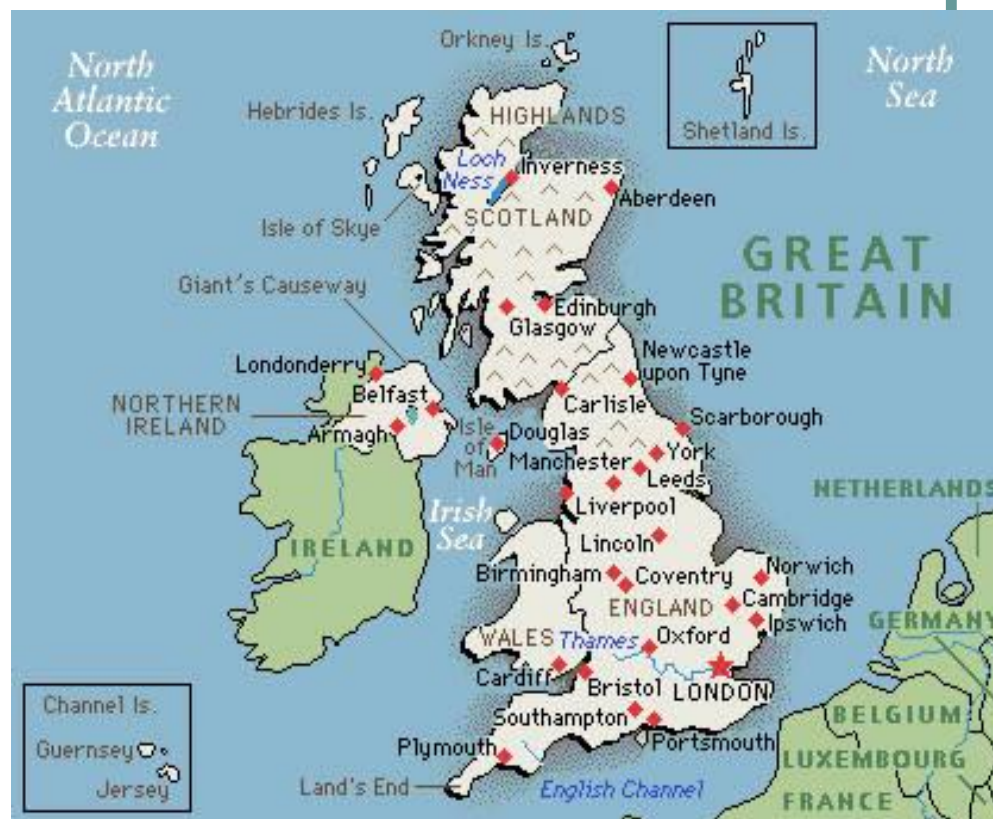 North
Atlantic
Ocean
Orkney Is.
North
Sea
Hebrides Is.
HIGHLANDS
Shetland Is.
Loch
Ness
Inverness
Aberdeen
SCOTLAND
Isle of Skye
GREAT
BRITAIN
Giant's Causeway
Edinburgh
Glasgow
Londonderry
Newcastle
upon Tyne
Belfast
Carlisle
NORTHERN
IRELAND
Armagh
Isle
of
Man
Douglas
Scarborough
Manchester
York
Leeds
NETHERLANDS
Liverpool
Irish
Sea
IRELAND
Lincoln
Birmingham
Coventry
Norwich
ENGLAND
Cambridge
Ipswich
GERMANY
WALES
Thames
Oxford
Cardiff
Bristol
LONDON
Channel Is.
Guernsey
Jersey
Southampton
Portsmouth
BELGIUM
Plymouth
LUXEMBOURG
Land's End
English Channel
FRANCE